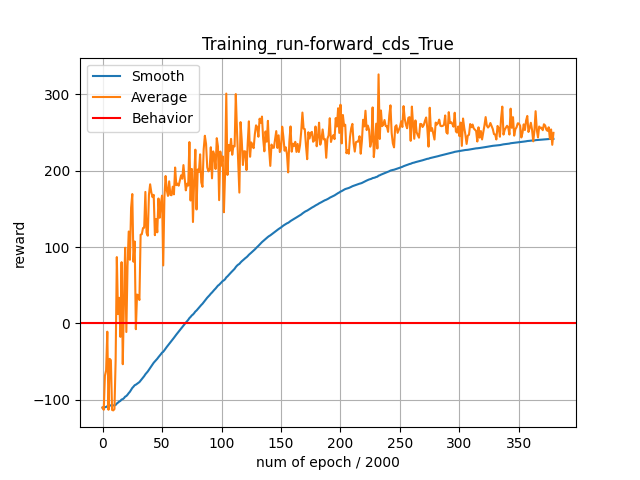 Training_run-forward_cds_True
Smooth
Average
Behavior
300
200
100
0
−100
reward
0
50
100
150
200
250
300
350
num of epoch / 2000